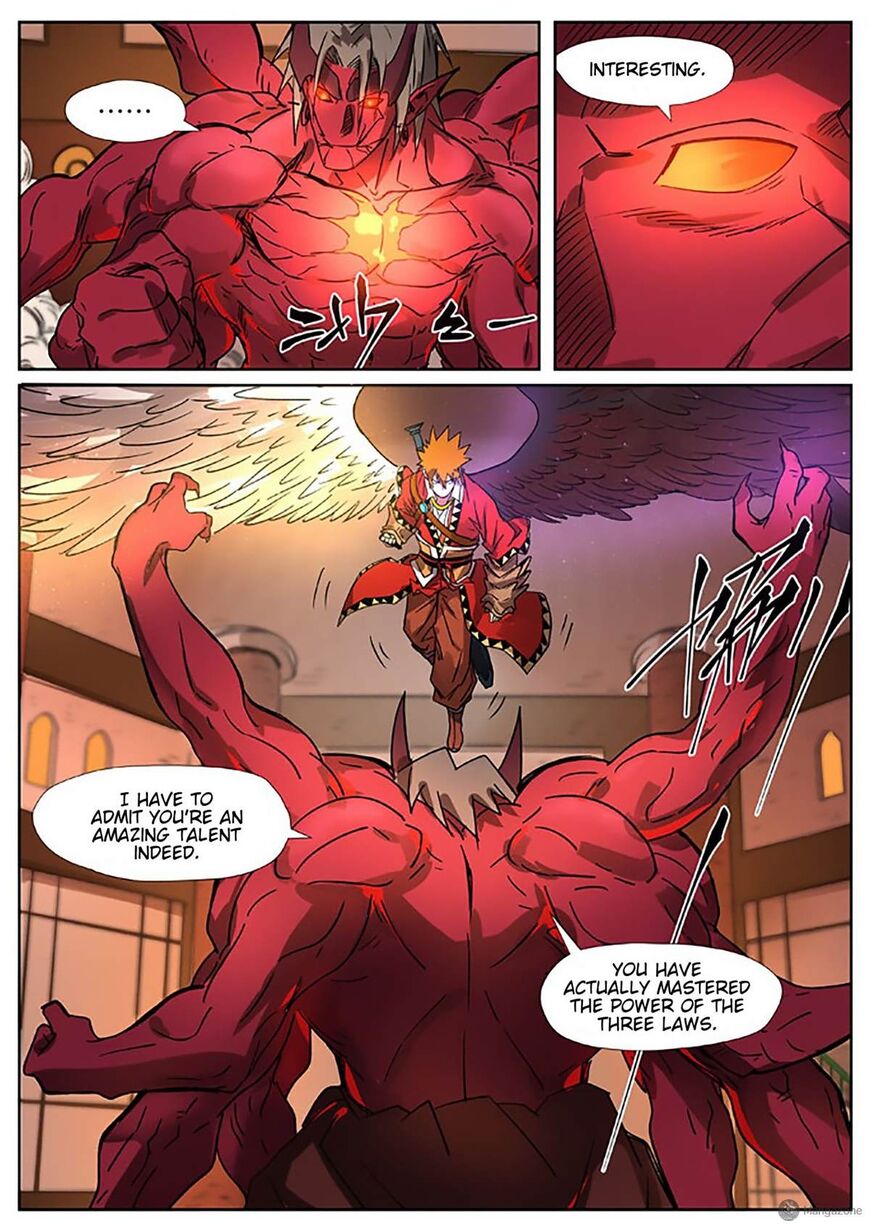 ......
INTERESTING.
I HAVE TO
ADMIT YOU'RE AN
AMAZING TALENT
INDEED.
YOU HAVE
ACTUALLY MASTERED
THE POWER OF THE
THREE LAWS.
Mangazone